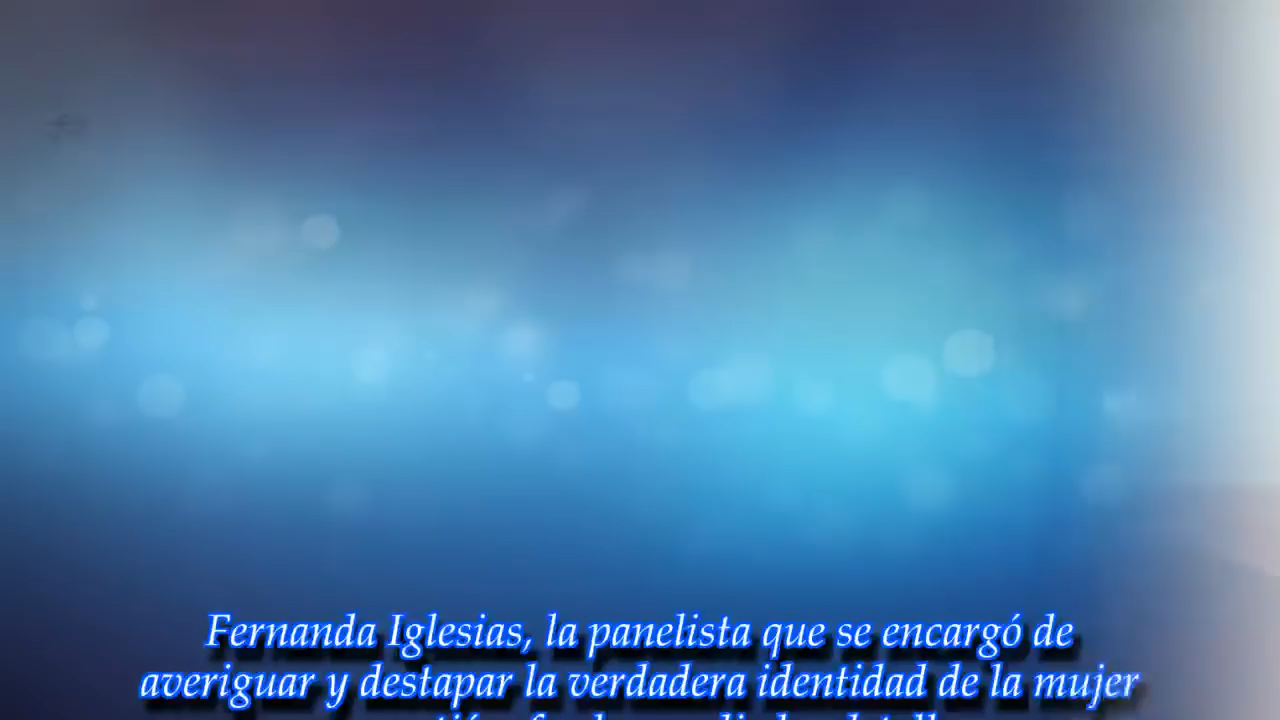 Fernanda Iglesias, la panelista que se encargó de
averiguar y destapar la verdadera identidad de la mujer